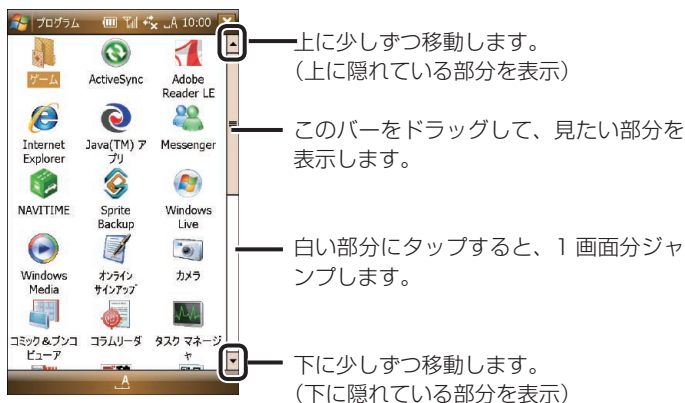 プログラム
10:00
上に少しずつ移動します。
（上に隠れている部分を表示）
ゲーム
ActiveSync
Adobe
Reader LE
このバーをドラッグして、見たい部分を
表示します。
Internet
Explorer
Java(TM) ア
プリ
Messenger
NAVITIME
Sprite
Backup
Windows
Live
白い部分にタップすると、1 画面分ジャ
ンプします。
Windows
Media
オンライン
サインアップ
カメラ
コミック&ブンコ
ビューア
コラムリーダ
タスク マネージ
ャ
下に少しずつ移動します。
（下に隠れている部分を表示）
A